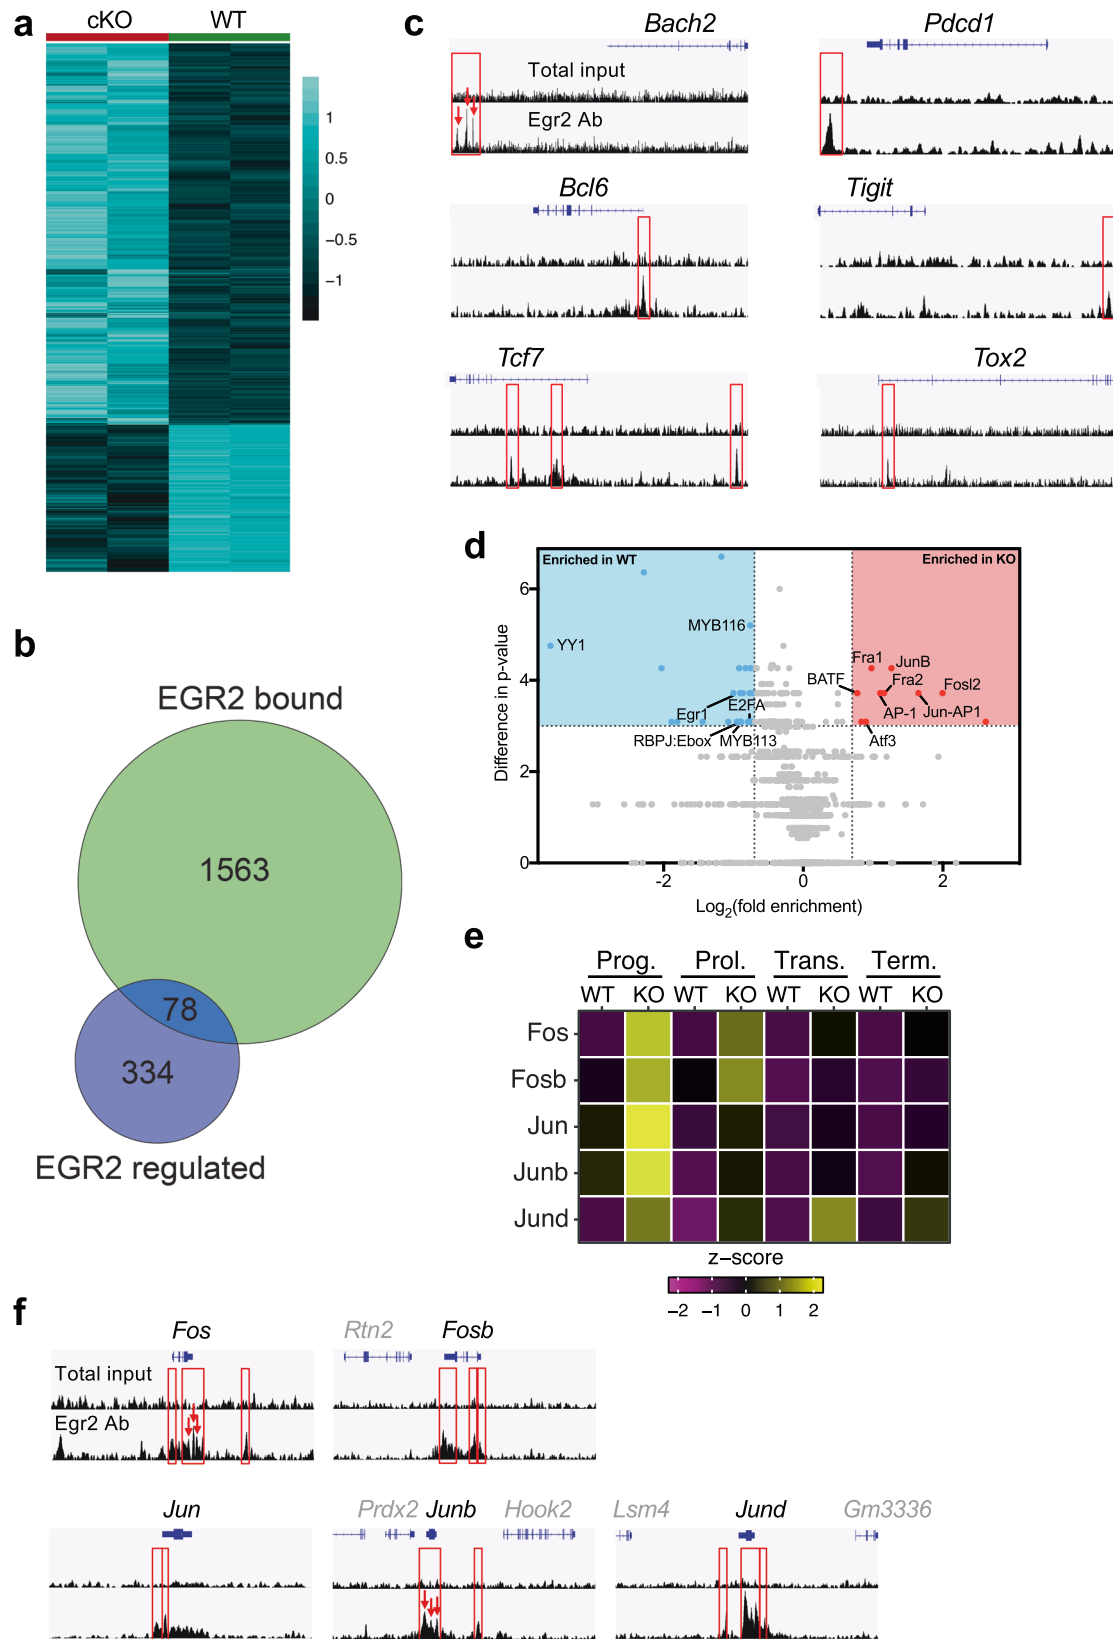 a
cKO WT
1
0.5
0
−0.5
−1
b
EGR2 bound
1563
78
334
EGR2 regulated
c
Bach2
Total input
Egr2 Ab
Pdcd1
Bcl6
Tigit
Tcf7
Tox2
d
Enriched in WT
Enriched in KO
MYB116
YY1
Egr1
E2FA
RBPJ:Ebox
MYB113
Fra1
JunB
BATF
Fra2
Fosl2
AP-1
Jun-AP1
Atf3
6
4
2
0
Difference in p-value
-2 0 2
Log2(fold enrichment)
e
Prog. Prol. Trans. Term.
WT KO WT KO WT KO WT KO
Fos
Fosb
Jun
Junb
Jund
z−score
−2 −1 0 1 2
f
Fos
Total input
Egr2 Ab
Rtn2 Fosb
Jun
Prdx2 Junb Hook2
Lsm4 Jund Gm3336